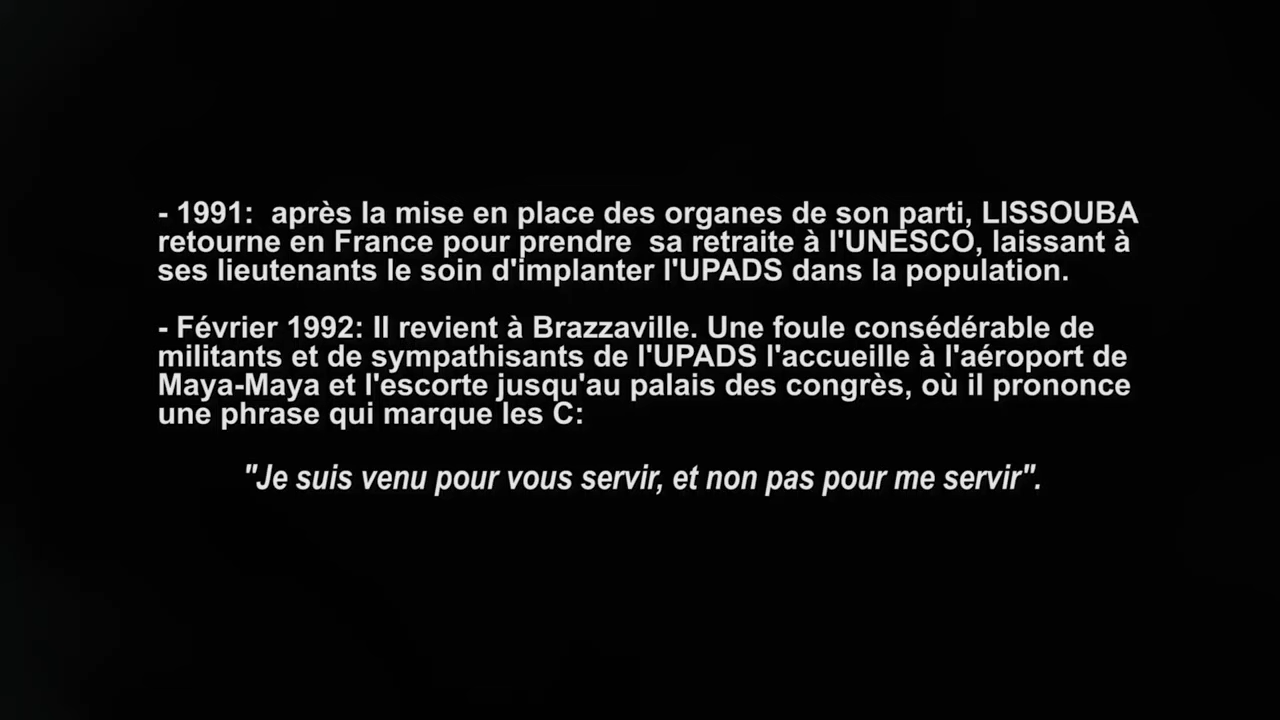 - 1991:  après la mise en place des organes de son parti, LISSOUBA
retourne en France pour prendre  sa retraite à l'UNESCO, laissant à
ses lieutenants le soin d'implanter l'UPADS dans la population.
- Février 1992: Il revient à Brazzaville. Une foule consédérable de
militants et de sympathisants de l'UPADS l'accueille à l'aéroport de
Maya-Maya et l'escorte jusqu'au palais des congrès, où il prononce
une phrase qui marque les C:
"Je suis venu pour vous servir, et non pas pour me servir".